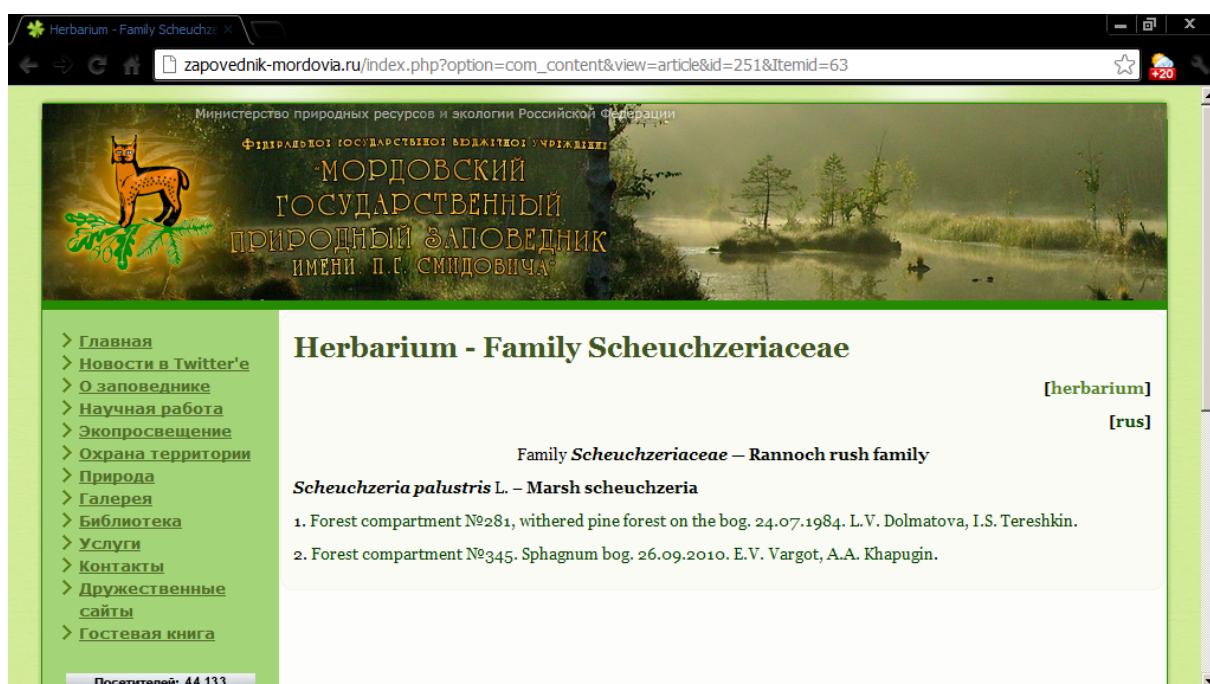 Herbarium - Family Scheuchze
zapovednik-mordovia.ru/index.php?option=com_content&view=article&id=251&Itemid=63
+20
Министерство природных ресурсов и экологии Российской Федерации
Федеральное государственное бюджетное учреждение
"МОРДОВСКИЙ
ГОСУДАРСТВЕННЫЙ
ПРИРОДНЫЙ ЗАПОВЕДНИК
ИМЕНИ П.Г. СМИДОВИЧА"
Главная
Новости в Twitter'е
О заповеднике
Научная работа
Экопросвещение
Охрана территории
Природа
Галерея
Библиотека
Услуги
Контакты
Дружественные
сайты
Гостевая книга
Посетителей: 44,133
Herbarium - Family Scheuchzeriaceae
[herbarium]
[rus]
Family Scheuchzeriaceae — Rannoch rush family
Scheuchzeria palustris L. – Marsh scheuchzeria
1. Forest compartment №281, withered pine forest on the bog. 24.07.1984. L.V. Dolmatova, I.S. Tereshkin.
2. Forest compartment №345. Sphagnum bog. 26.09.2010. E.V. Vargot, A.A. Khapugin.